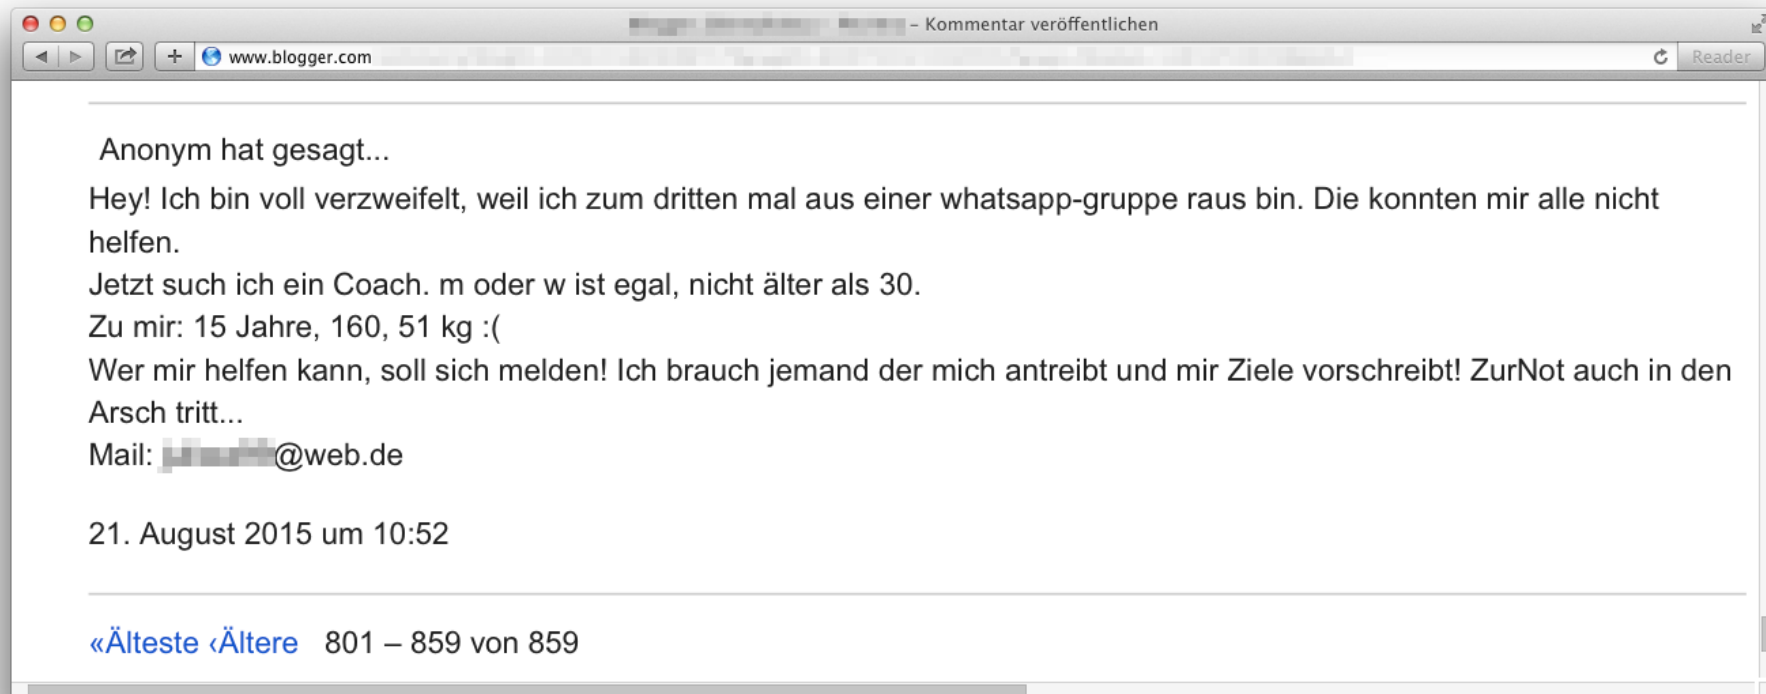 – Kommentar veröffentlichen
www.blogger.com
Reader
Anonym hat gesagt...
Hey! Ich bin voll verzweifelt, weil ich zum dritten mal aus einer whatsapp-gruppe raus bin. Die konnten mir alle nicht
helfen.
Jetzt such ich ein Coach. m oder w ist egal, nicht älter als 30.
Zu mir: 15 Jahre, 160, 51 kg :(
Wer mir helfen kann, soll sich melden! Ich brauch jemand der mich antreibt und mir Ziele vorschreibt! ZurNot auch in den
Arsch tritt...
Mail: @web.de
21. August 2015 um 10:52
«Älteste ‹Ältere 801 – 859 von 859